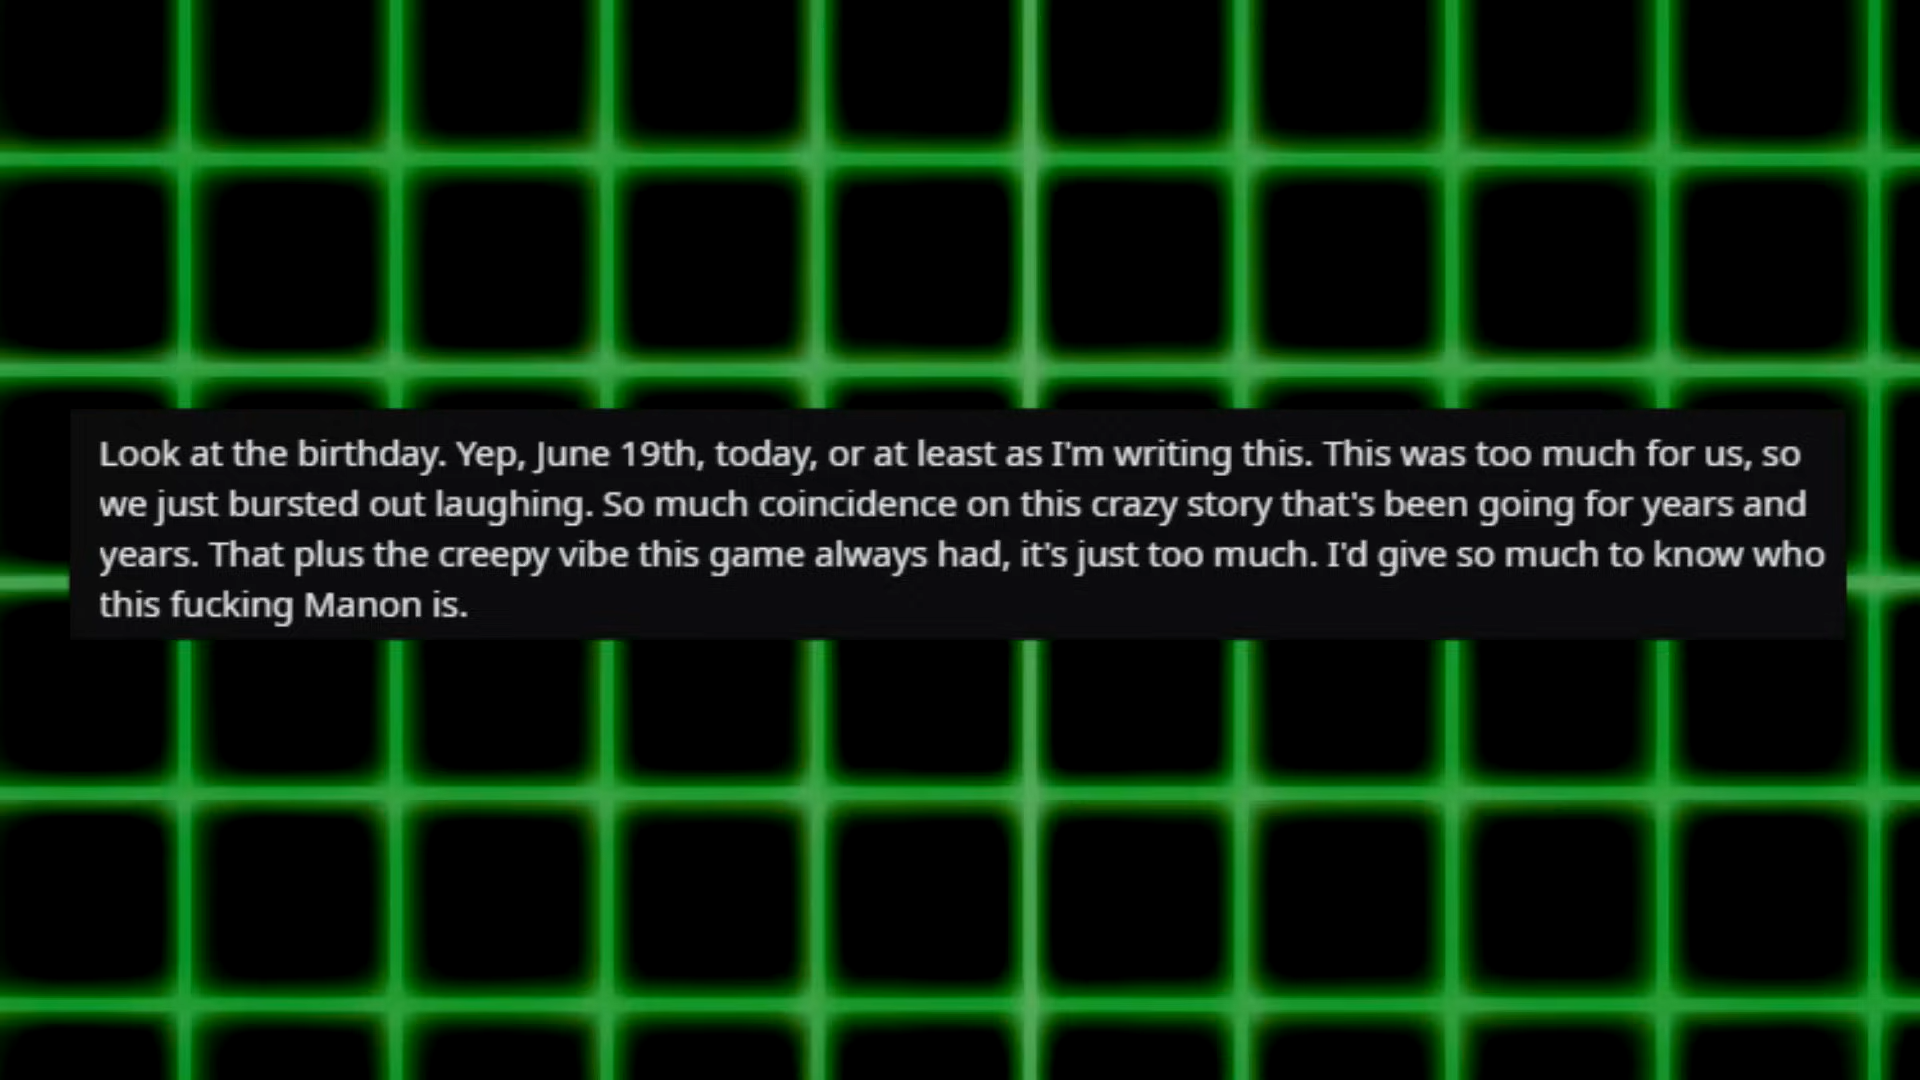 Look at the birthday. Yep, June 19th, today, or at least as I'm writing this. This was too much for us, so
we just bursted out laughing. So much coincidence on this crazy story that's been going for years and
years. That plus the creepy vibe this game always had, it's just too much. I'd give so much to know who
this fucking Manon is.